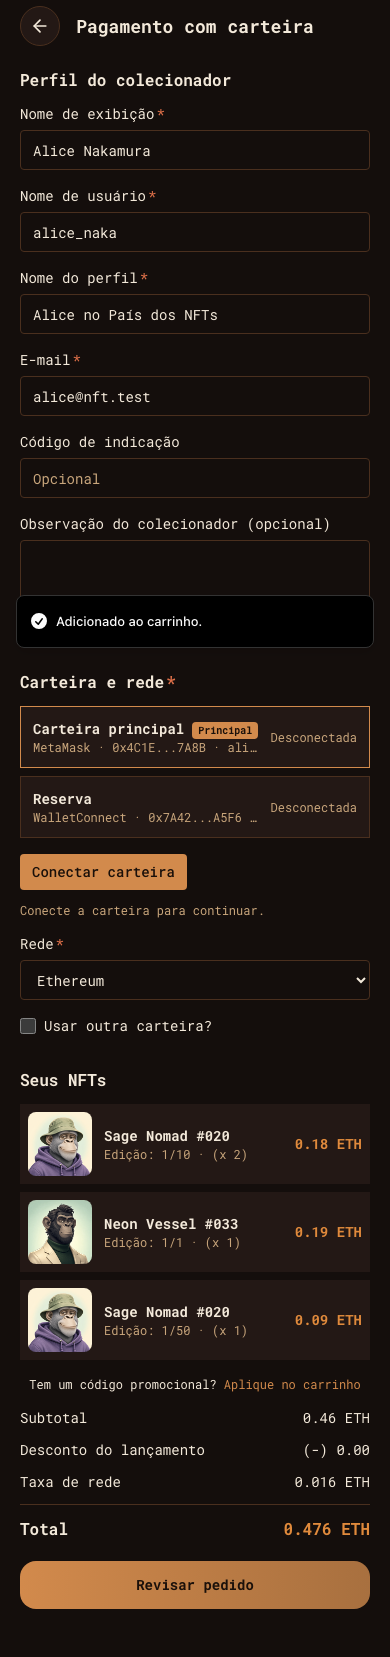 Pagamento com carteira
Perfil do colecionador
Nome de exibição*
Alice Nakamura
Nome de usuário*
alice_naka
Nome do perfil*
Alice no País dos NFTs
E-mail*
alice@nft.test
Código de indicação
Opcional
Observação do colecionador (opcional)
Adicionado ao carrinho.
Carteira e rede*
Carteira principal Principal
MetaMask · 0x4C1E...7A8B · ali…
Desconectada
Reserva
WalletConnect · 0x7A42...A5F6 …
Desconectada
Conectar carteira
Conecte a carteira para continuar.
Rede*
Ethereum
Usar outra carteira?
Seus NFTs
Sage Nomad #020
Edição: 1/10 · (x 2)
0.18 ETH
Neon Vessel #033
Edição: 1/1 · (x 1)
0.19 ETH
Sage Nomad #020
Edição: 1/50 · (x 1)
0.09 ETH
Tem um código promocional? Aplique no carrinho
Subtotal 0.46 ETH
Desconto do lançamento (-) 0.00
Taxa de rede 0.016 ETH
Total 0.476 ETH
Revisar pedido